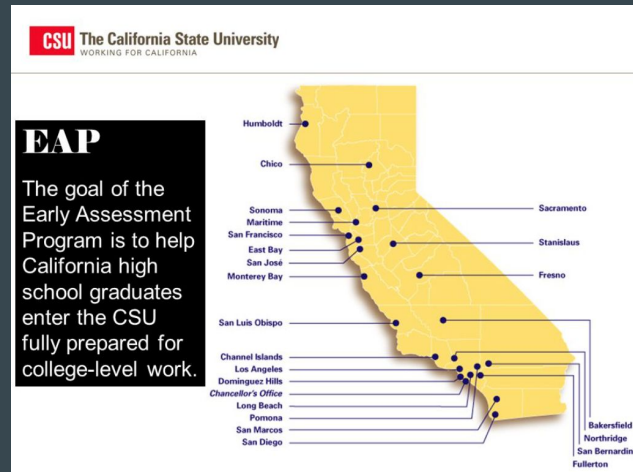 CSU The California State University
WORKING FOR CALIFORNIA
EAP
The goal of the
Early Assessment
Program is to help
California high
school graduates
enter the CSU
fully prepared for
college-level work.
Humboldt
Chico
Sonoma
Maritime
San Francisco
East Bay
San José
Monterey Bay
San Luis Obispo
Channel Islands
Los Angeles
Dominguez Hills
Chancellor's Office
Long Beach
Pomona
San Marcos
San Diego
Sacramento
Stanislaus
Fresno
Bakersfield
Northridge
San Bernardin
Fullerton